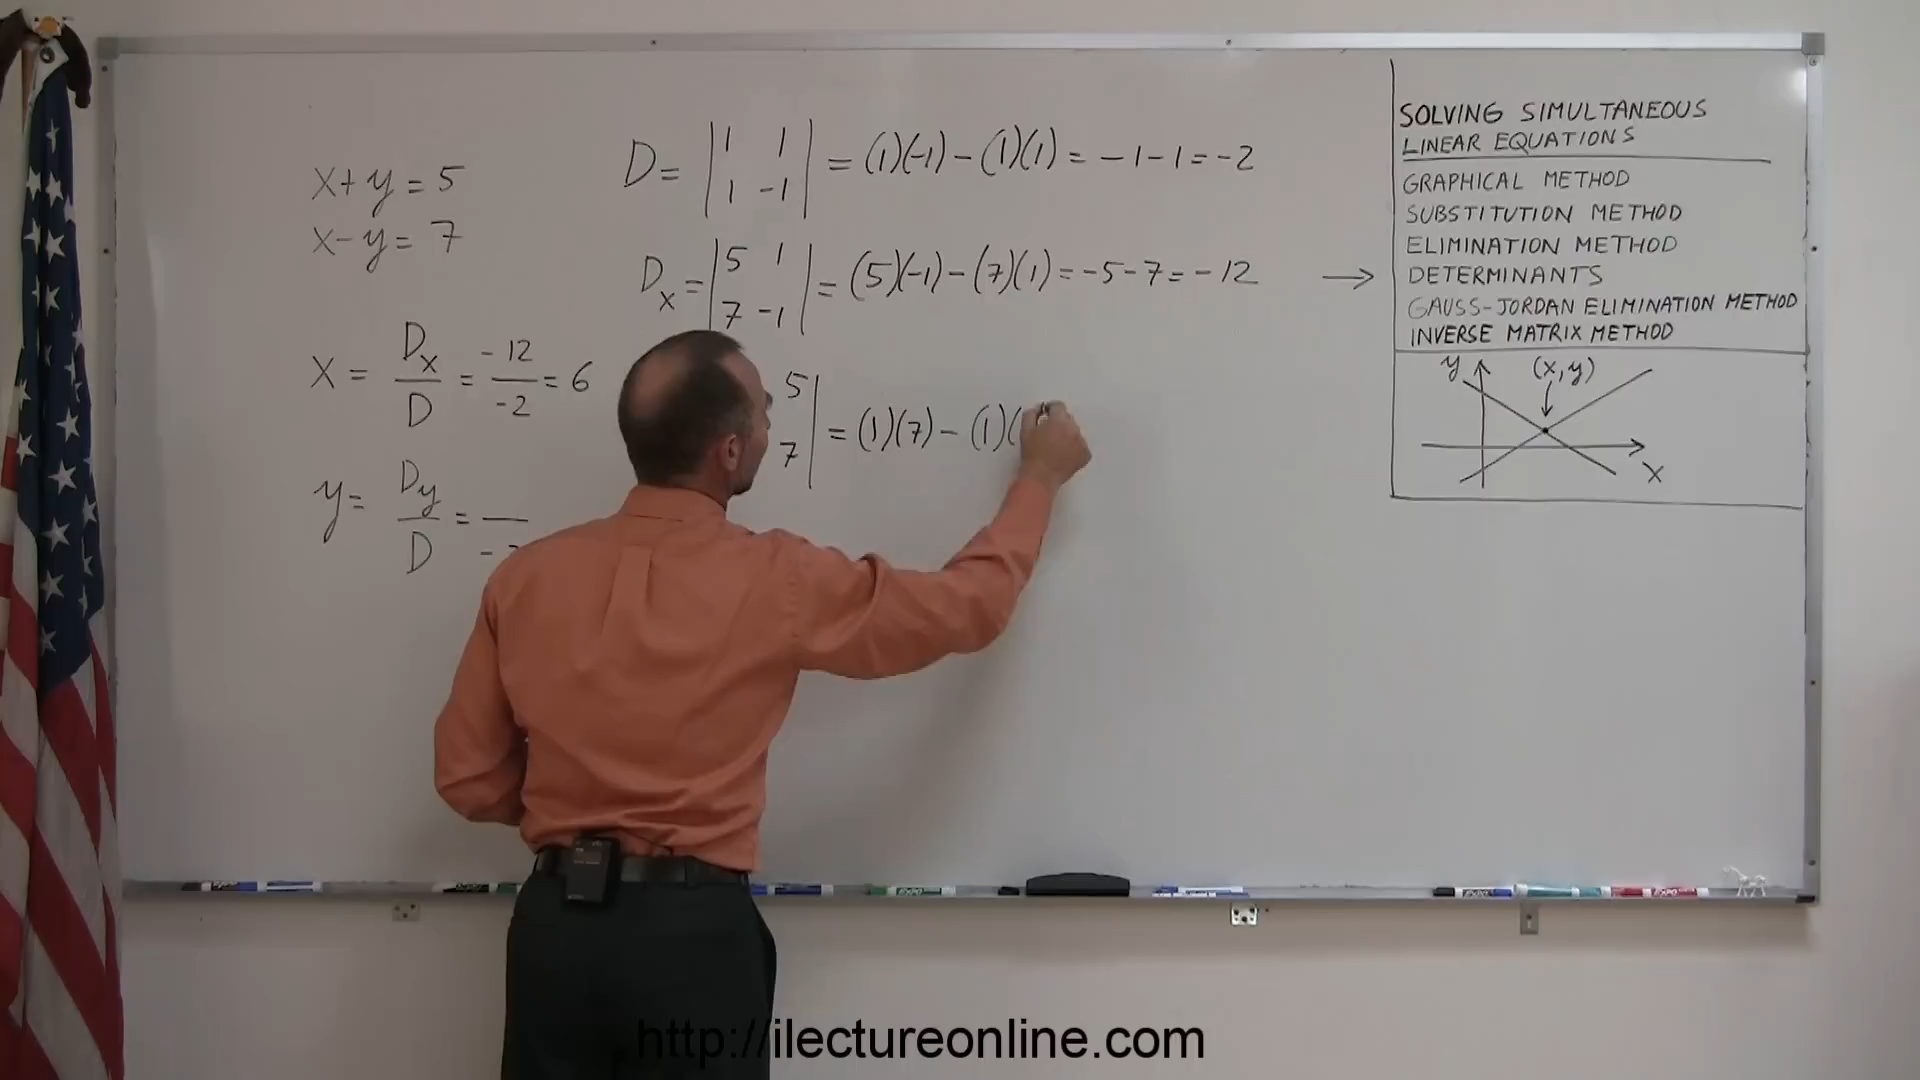 x+y=5
x-y=7
D= |1 1| = (1)(-1) - (1)(1) = -1-1 = -2
|1 -1|
Dx = |5 1| = (5)(-1) - (7)(1) = -5-7 = -12
|7 -1|
x = Dx/D = -12/-2 = 6
5| = (1)(7) - (1)(
7|
y = Dy/D = —
SOLVING SIMULTANEOUS
LINEAR EQUATIONS
GRAPHICAL METHOD
SUBSTITUTION METHOD
ELIMINATION METHOD
→ DETERMINANTS
GAUSS-JORDAN ELIMINATION METHOD
INVERSE MATRIX METHOD
y (x,y)
x
EXPO
EXPO
http://ilectureonline.com